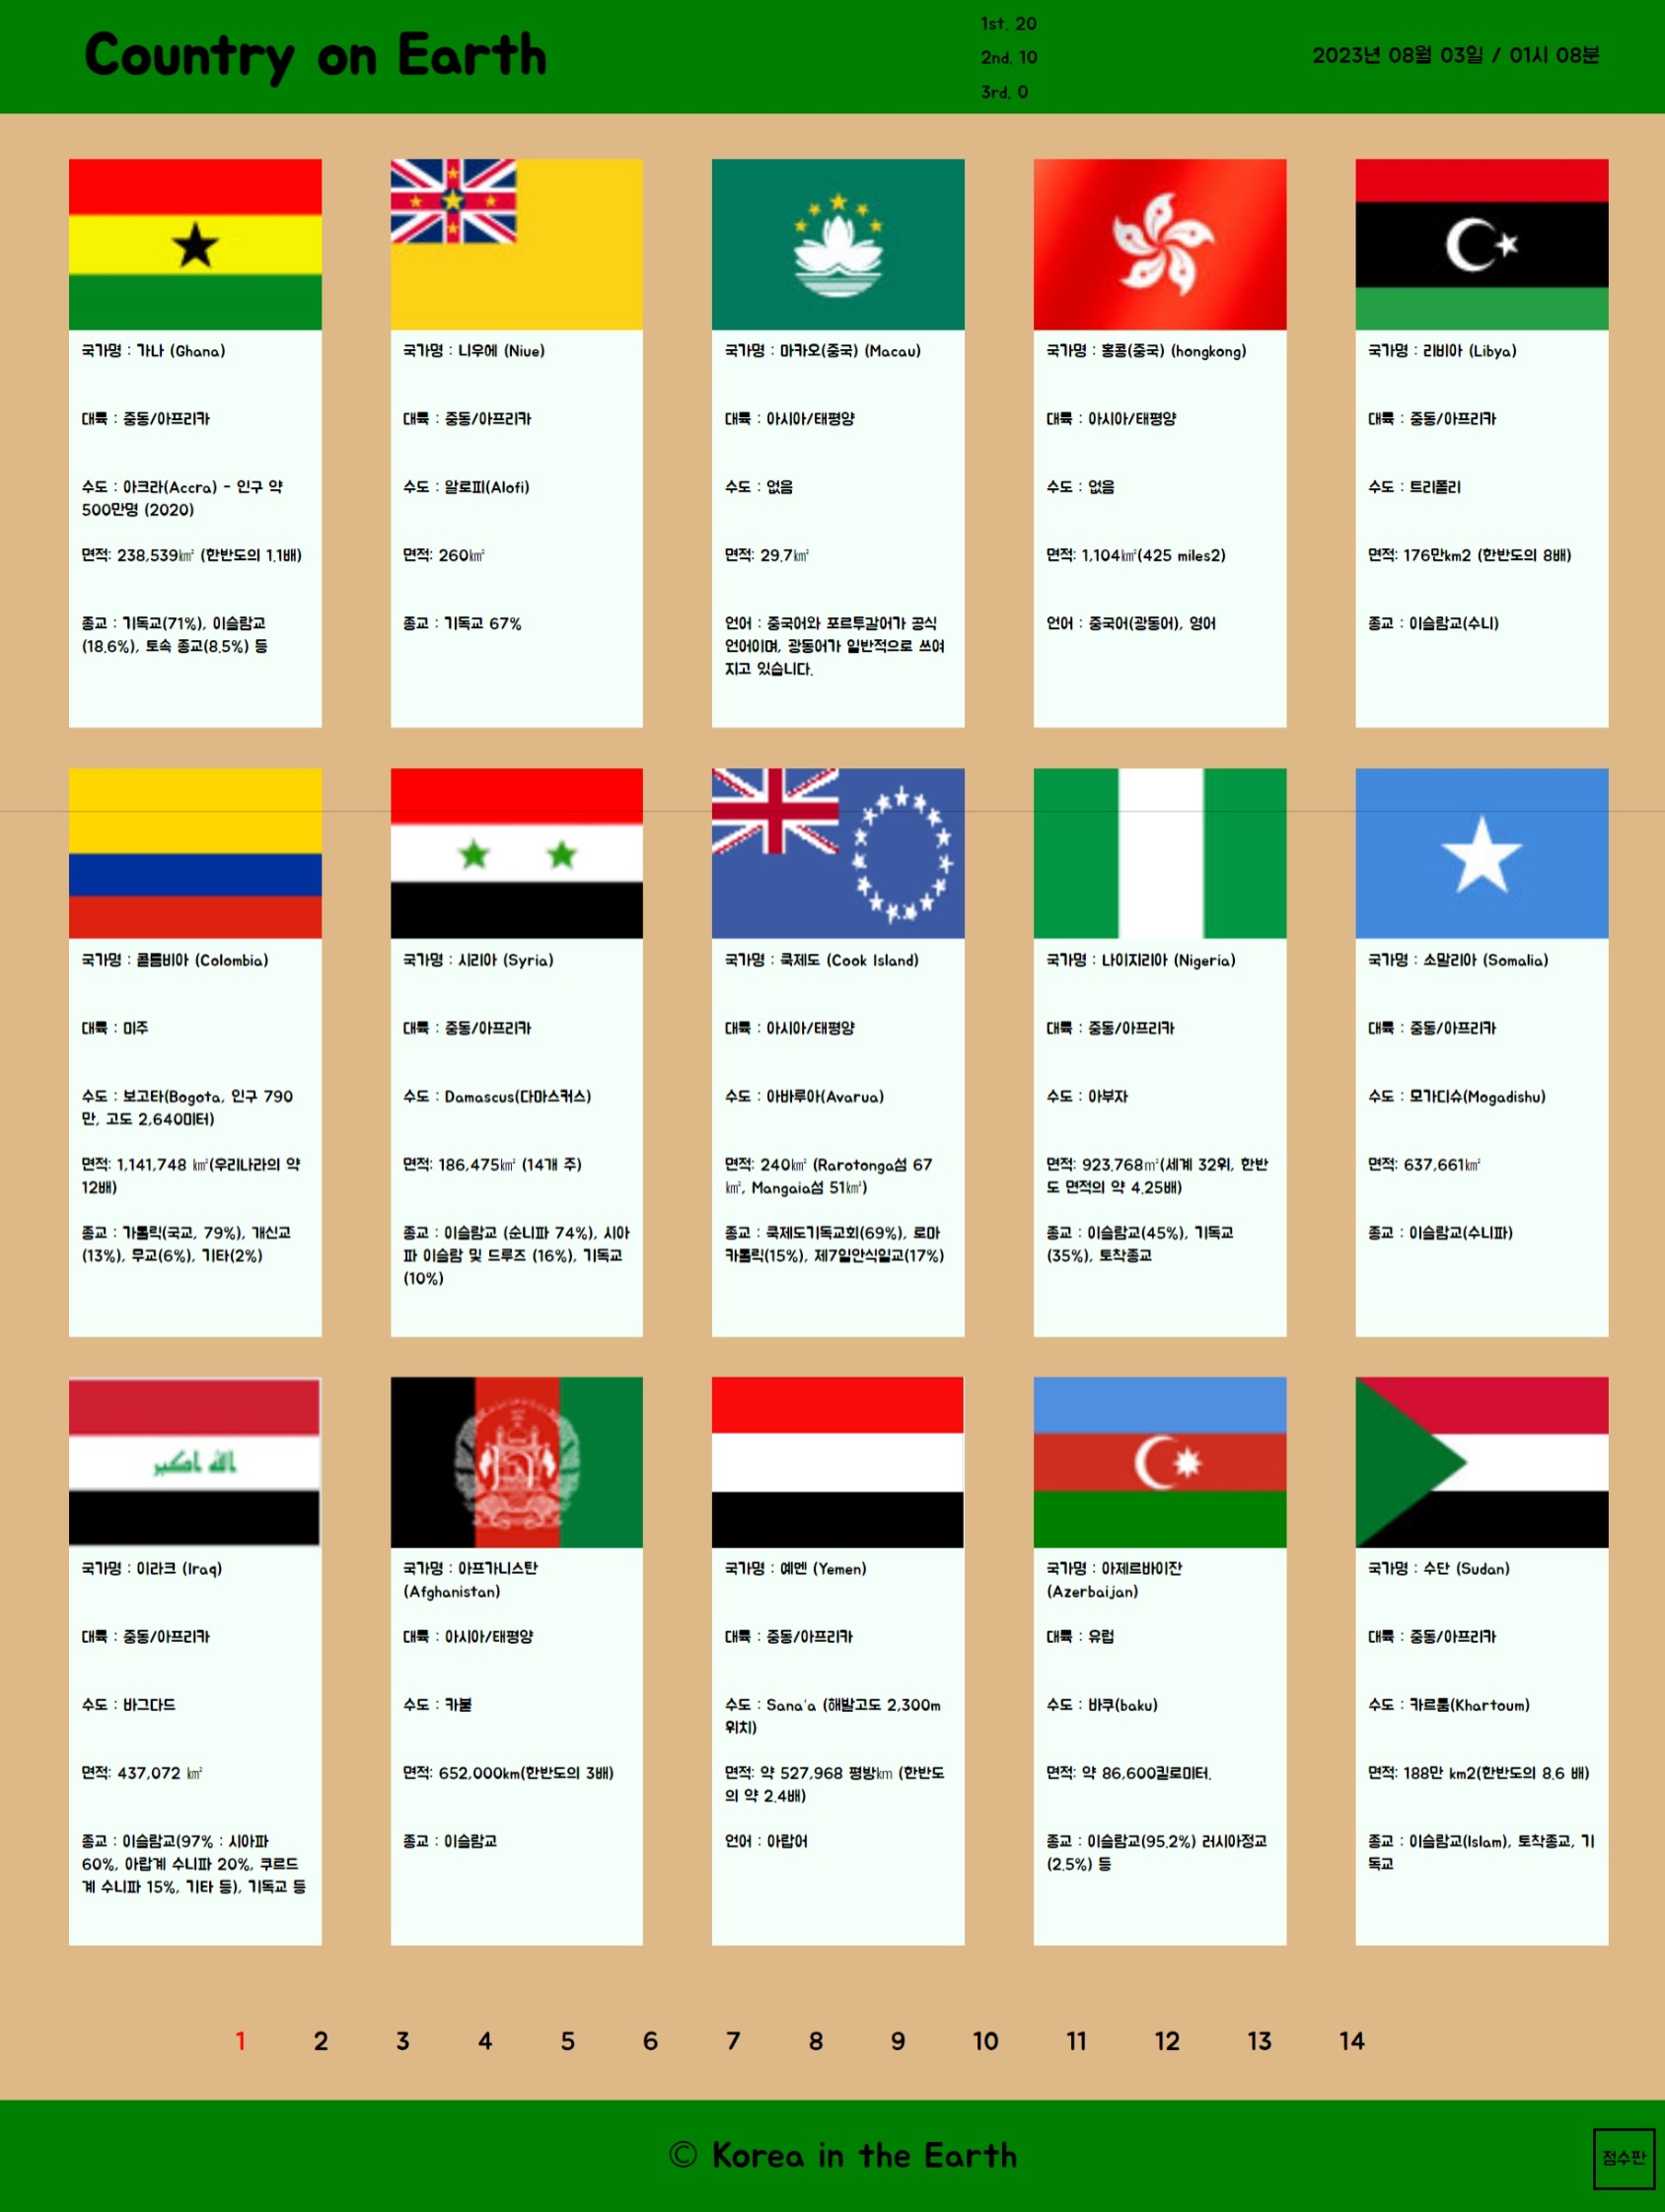 Country on Earth
1st. 20
2nd. 10
3rd. 0
2023년 08월 03일 / 01시 08분
국가명 : 가나 (Ghana)
대륙 : 중동/아프리카
수도 : 아크라(Accra) - 인구 약
500만명 (2020)
면적: 238,539㎢ (한반도의 1.1배)
종교 : 기독교(71%), 이슬람교
(18.6%), 토속 종교(8.5%) 등
국가명 : 니우에 (Niue)
대륙 : 중동/아프리카
수도 : 알로피(Alofi)
면적: 260㎢
종교 : 기독교 67%
국가명 : 마카오(중국) (Macau)
대륙 : 아시아/태평양
수도 : 없음
면적: 29.7㎢
언어 : 중국어와 포르투갈어가 공식
언어이며, 광동어가 일반적으로 쓰여
지고 있습니다.
국가명 : 홍콩(중국) (hongkong)
대륙 : 아시아/태평양
수도 : 없음
면적: 1,104㎢(425 miles2)
언어 : 중국어(광동어), 영어
국가명 : 리비아 (Libya)
대륙 : 중동/아프리카
수도 : 트리폴리
면적: 176만km2 (한반도의 8배)
종교 : 이슬람교(수니)
국가명 : 콜롬비아 (Colombia)
대륙 : 미주
수도 : 보고타(Bogota, 인구 790
만, 고도 2,640미터)
면적: 1,141,748 ㎢(우리나라의 약
12배)
종교 : 가톨릭(국교, 79%), 개신교
(13%), 무교(6%), 기타(2%)
국가명 : 시리아 (Syria)
대륙 : 중동/아프리카
수도 : Damascus(다마스커스)
면적: 186,475㎢ (14개 주)
종교 : 이슬람교 (순니파 74%), 시아
파 이슬람 및 드루즈 (16%), 기독교
(10%)
국가명 : 쿡제도 (Cook Island)
대륙 : 아시아/태평양
수도 : 아바루아(Avarua)
면적: 240㎢ (Rarotonga섬 67
㎢, Mangaia섬 51㎢)
종교 : 쿡제도기독교회(69%), 로마
카톨릭(15%), 제7일안식일교(17%)
국가명 : 나이지리아 (Nigeria)
대륙 : 중동/아프리카
수도 : 아부자
면적: 923.768㎡(세계 32위, 한반
도 면적의 약 4.25배)
종교 : 이슬람교(45%), 기독교
(35%), 토착종교
국가명 : 소말리아 (Somalia)
대륙 : 중동/아프리카
수도 : 모가디슈(Mogadishu)
면적: 637,661㎢
종교 : 이슬람교(수니파)
الله اكبر
국가명 : 이라크 (Iraq)
대륙 : 중동/아프리카
수도 : 바그다드
면적: 437,072 ㎢
종교 : 이슬람교(97% : 시아파
60%, 아랍계 수니파 20%, 쿠르드
계 수니파 15%, 기타 등), 기독교 등
국가명 : 아프가니스탄
(Afghanistan)
대륙 : 아시아/태평양
수도 : 카불
면적: 652,000km(한반도의 3배)
종교 : 이슬람교
국가명 : 예멘 (Yemen)
대륙 : 중동/아프리카
수도 : Sana'a (해발고도 2,300m
위치)
면적: 약 527,968 평방㎞ (한반도
의 약 2.4배)
언어 : 아랍어
국가명 : 아제르바이잔
(Azerbaijan)
대륙 : 유럽
수도 : 바쿠(baku)
면적: 약 86,600킬로미터.
종교 : 이슬람교(95.2%) 러시아정교
(2.5%) 등
국가명 : 수단 (Sudan)
대륙 : 중동/아프리카
수도 : 카르툼(Khartoum)
면적: 188만 km2(한반도의 8.6 배)
종교 : 이슬람교(Islam), 토착종교, 기
독교
1 2 3 4 5 6 7 8 9 10 11 12 13 14
© Korea in the Earth
점수판